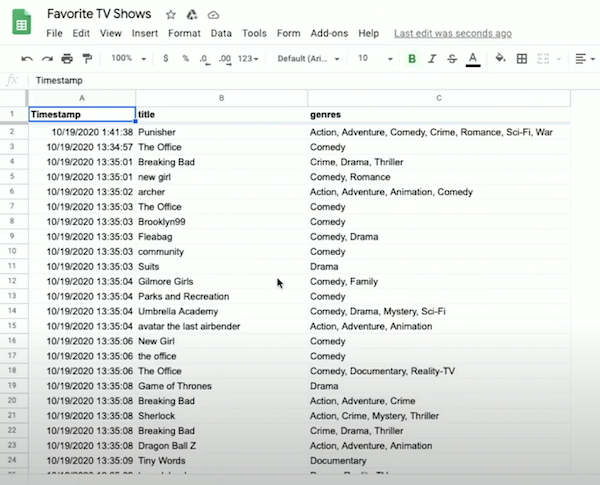 Favorite TV Shows
File Edit View Insert Format Data Tools Form Add-ons Help Last edit was seconds ago
100% $ % .0 .00 123 Default (Ari... 10 B I S A
fx Timestamp
A B C
1 Timestamp title genres
2 10/19/2020 1:41:38 Punisher Action, Adventure, Comedy, Crime, Romance, Sci-Fi, War
3 10/19/2020 13:34:57 The Office Comedy
4 10/19/2020 13:35:01 Breaking Bad Crime, Drama, Thriller
5 10/19/2020 13:35:01 new girl Comedy, Romance
6 10/19/2020 13:35:02 archer Action, Adventure, Animation, Comedy
7 10/19/2020 13:35:03 The Office Comedy
8 10/19/2020 13:35:03 Brooklyn99 Comedy
9 10/19/2020 13:35:03 Fleabag Comedy, Drama
10 10/19/2020 13:35:03 community Comedy
11 10/19/2020 13:35:03 Suits Drama
12 10/19/2020 13:35:04 Gilmore Girls Comedy, Family
13 10/19/2020 13:35:04 Parks and Recreation Comedy
14 10/19/2020 13:35:04 Umbrella Academy Comedy, Drama, Mystery, Sci-Fi
15 10/19/2020 13:35:04 avatar the last airbender Action, Adventure, Animation
16 10/19/2020 13:35:06 New Girl Comedy
17 10/19/2020 13:35:06 the office Comedy
18 10/19/2020 13:35:06 The Office Comedy, Documentary, Reality-TV
19 10/19/2020 13:35:08 Game of Thrones Drama
20 10/19/2020 13:35:08 Breaking Bad Action, Adventure, Crime
21 10/19/2020 13:35:08 Sherlock Action, Crime, Mystery, Thriller
22 10/19/2020 13:35:08 Breaking Bad Crime, Drama, Thriller
23 10/19/2020 13:35:08 Dragon Ball Z Action, Adventure, Animation
24 10/19/2020 13:35:09 Tiny Words Documentary